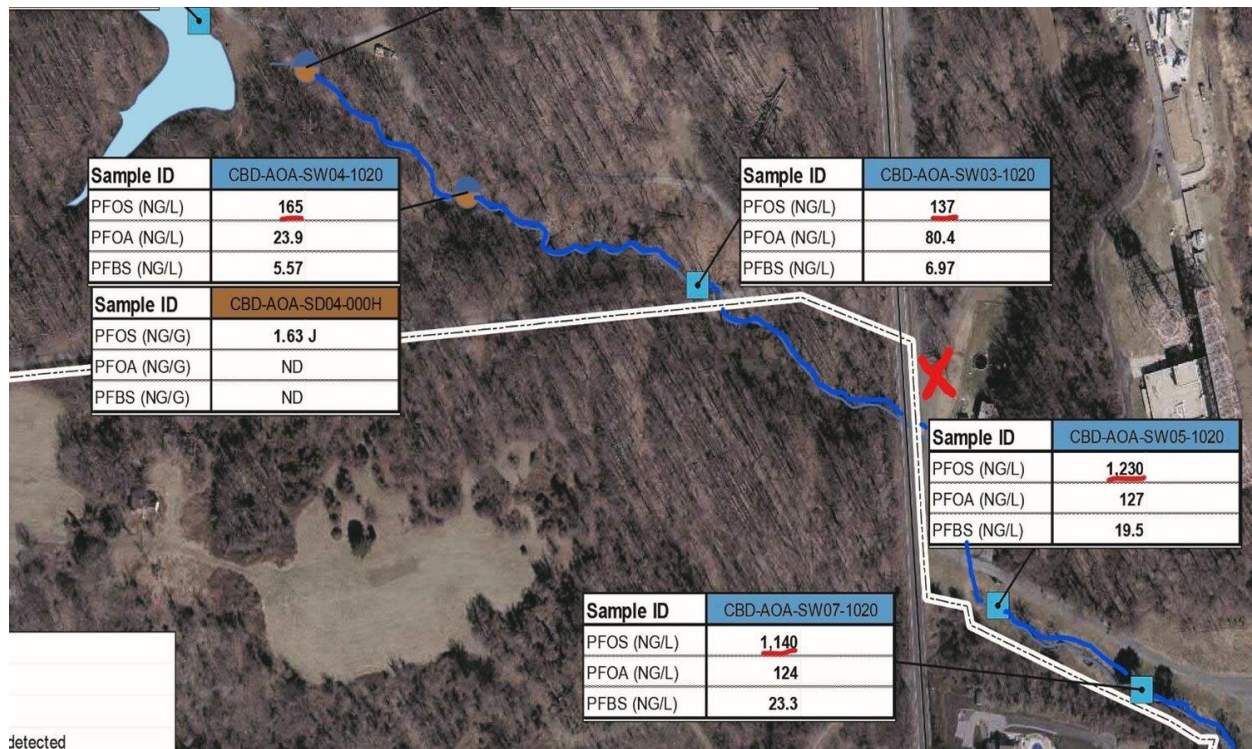 Sample ID CBD-AOA-SW04-1020
PFOS (NG/L) 165
PFOA (NG/L) 23.9
PFBS (NG/L) 5.57
Sample ID CBD-AOA-SD04-000H
PFOS (NG/G) 1.63 J
PFOA (NG/G) ND
PFBS (NG/G) ND
Sample ID CBD-AOA-SW03-1020
PFOS (NG/L) 137
PFOA (NG/L) 80.4
PFBS (NG/L) 6.97
X
Sample ID CBD-AOA-SW05-1020
PFOS (NG/L) 1,230
PFOA (NG/L) 127
PFBS (NG/L) 19.5
Sample ID CBD-AOA-SW07-1020
PFOS (NG/L) 1,140
PFOA (NG/L) 124
PFBS (NG/L) 23.3
detected